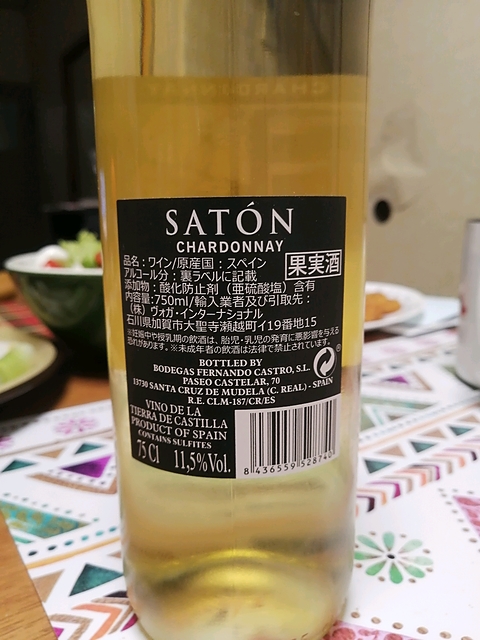 SATÓN
CHARDONNAY
品名：ワイン/原産国：スペイン
アルコール分：裏ラベルに記載
果実酒
添加物：酸化防止剤（亜硫酸塩）含有
内容量:750ml/輸入業者及び引取先：
（株）ヴォガ・インターナショナル
石川県加賀市大聖寺瀬越町イ19番地15
※妊娠中や授乳期の飲酒は、胎児・乳児の発育に悪影響を与える
恐れがあります。※未成年者の飲酒は法律で禁止されています。
BOTTLED BY
BODEGAS FERNANDO CASTRO, S.L.
PASEO CASTELAR, 70
13730 SANTA CRUZ DE MUDELA (C. REAL) - SPAIN
R.E. CLM-187/CR/ES
VINO DE LA
TIERRA DE CASTILLA
PRODUCT OF SPAIN
CONTAINS SULFITES
75 Cl 11,5% Vol.
8 436559 528740